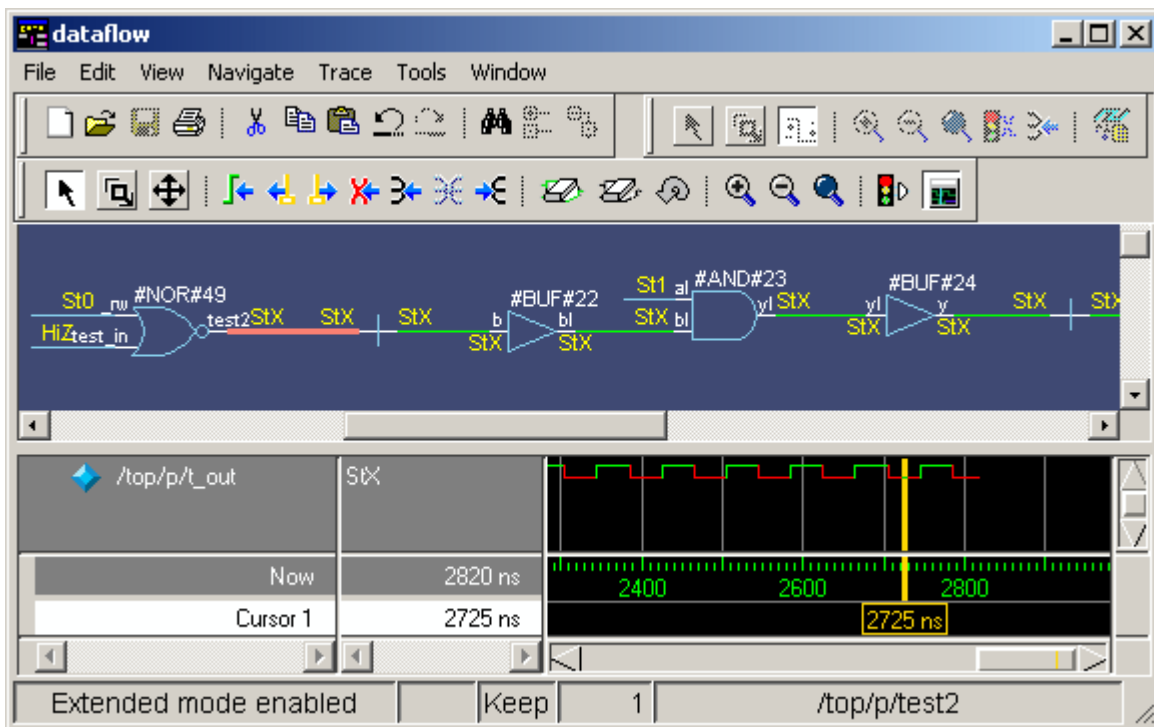 dataflow
File Edit View Navigate Trace Tools Window
St0 _rw #NOR#49
HiZ test_in
test2 StX StX StX
#BUF#22
b bl
StX StX
St1 al #AND#23
StX bl
yl StX
#BUF#24
yl y
StX StX
StX StX
/top/p/t_out StX
Now 2820 ns
2400 2600 2800
Cursor 1 2725 ns
2725 ns
Extended mode enabled Keep 1 /top/p/test2